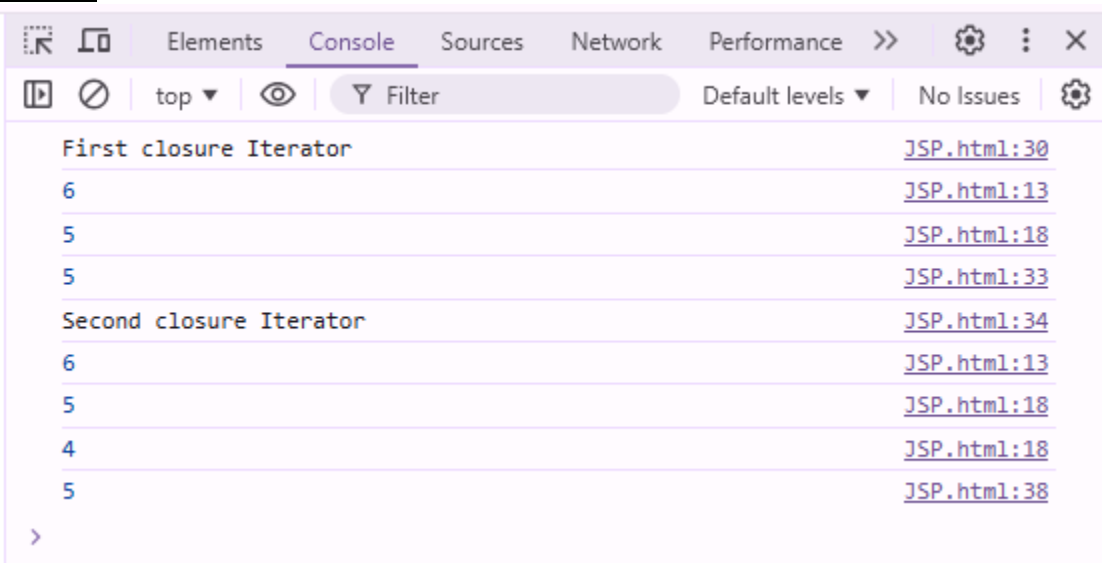 Elements Console Sources Network Performance >>
top ▼ Filter Default levels ▼ No Issues
First closure Iterator JSP.html:30
6 JSP.html:13
5 JSP.html:18
5 JSP.html:33
Second closure Iterator JSP.html:34
6 JSP.html:13
5 JSP.html:18
4 JSP.html:18
5 JSP.html:38
>